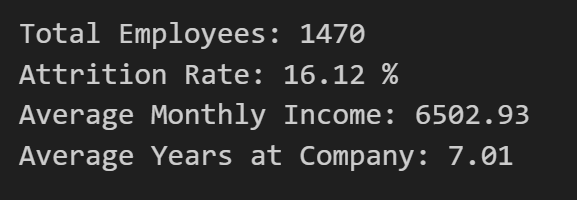 Total Employees: 1470
Attrition Rate: 16.12 %
Average Monthly Income: 6502.93
Average Years at Company: 7.01